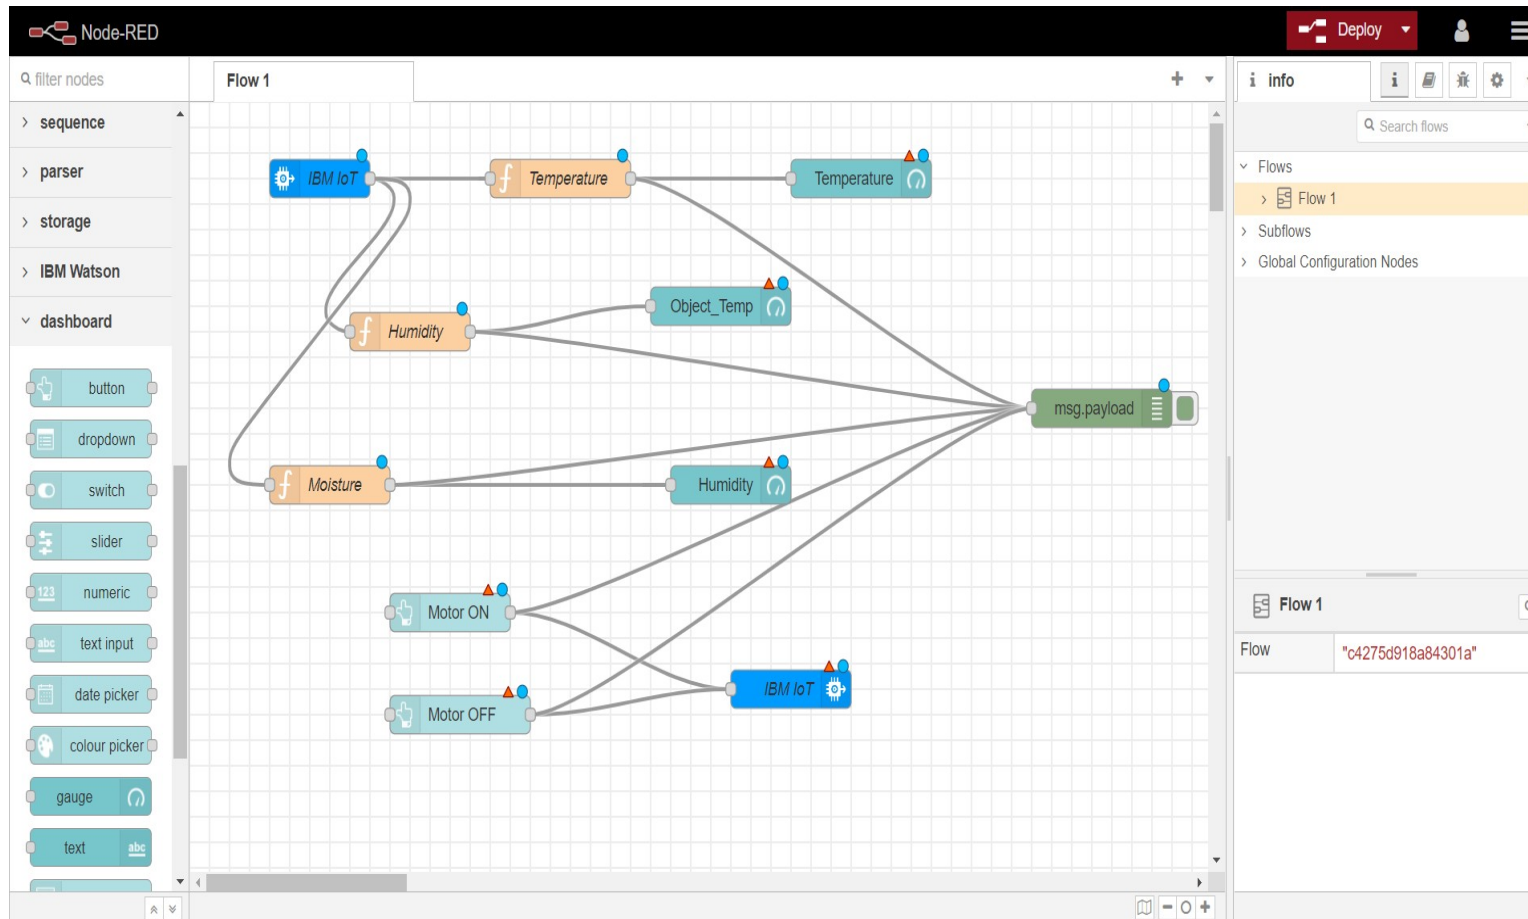 Node-RED
Deploy
filter nodes
Flow 1
info
i
Search flows
sequence
parser
storage
IBM Watson
dashboard
button
dropdown
switch
slider
123 numeric
abc text input
date picker
colour picker
gauge
text abc
IBM IoT
Temperature
Temperature
Object_Temp
Humidity
msg.payload
Moisture
Humidity
Motor ON
IBM IoT
Motor OFF
Flows
Flow 1
Subflows
Global Configuration Nodes
Flow 1
Flow "c4275d918a84301a"